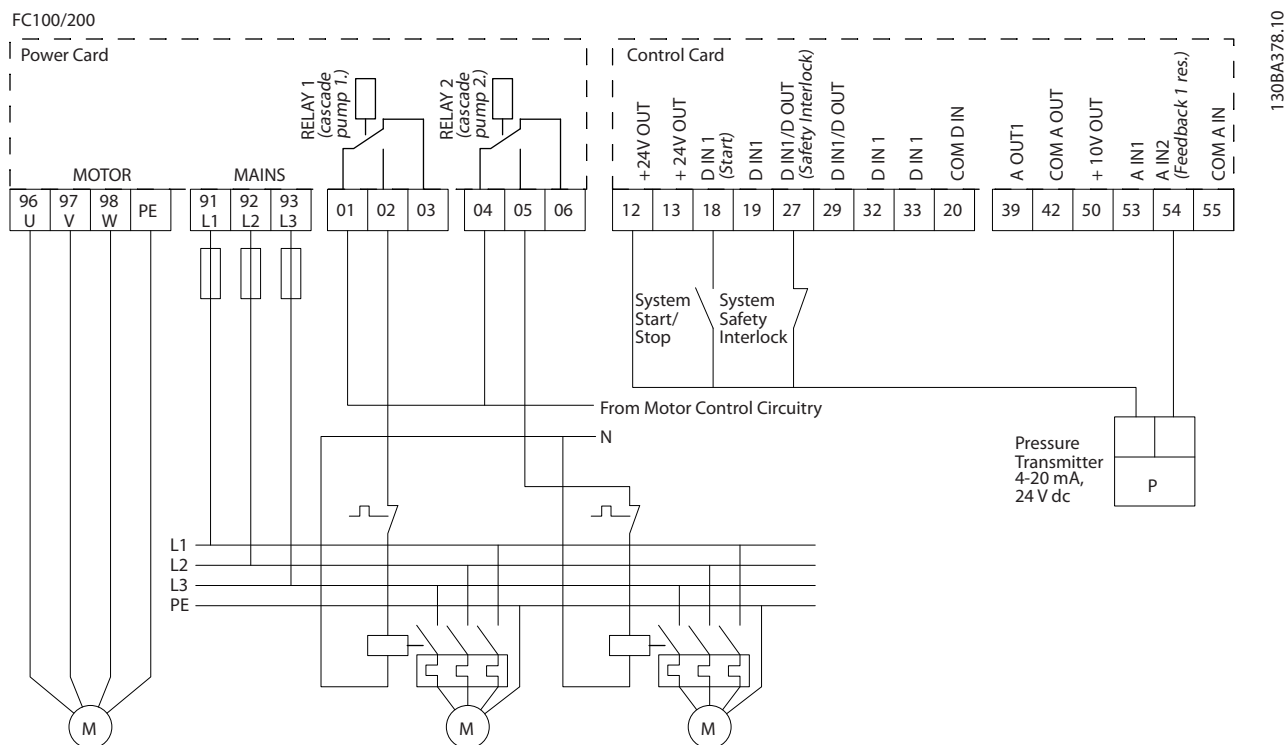 FC100/200
130BA378.10
Power Card
Control Card
RELAY 1
(cascade
pump 1.)
RELAY 2
(cascade
pump 2.)
+24V OUT
+ 24V OUT
D IN 1
(Start)
D IN1
D IN1/D OUT
(Safety Interlock)
D IN1/D OUT
D IN 1
D IN 1
COM D IN
A OUT1
COM A OUT
+ 10V OUT
A IN1
A IN2
(Feedback 1 res,)
COM A IN
MOTOR
MAINS
96 97 98 PE
U V W
91 92 93
L1 L2 L3
01 02 03
04 05 06
12 13 18 19 27 29 32 33 20
39 42 50 53 54 55
System
Start/
Stop
System
Safety
Interlock
From Motor Control Circuitry
N
Pressure
Transmitter
4-20 mA,
24 V dc
P
L1
L2
L3
PE
M M M